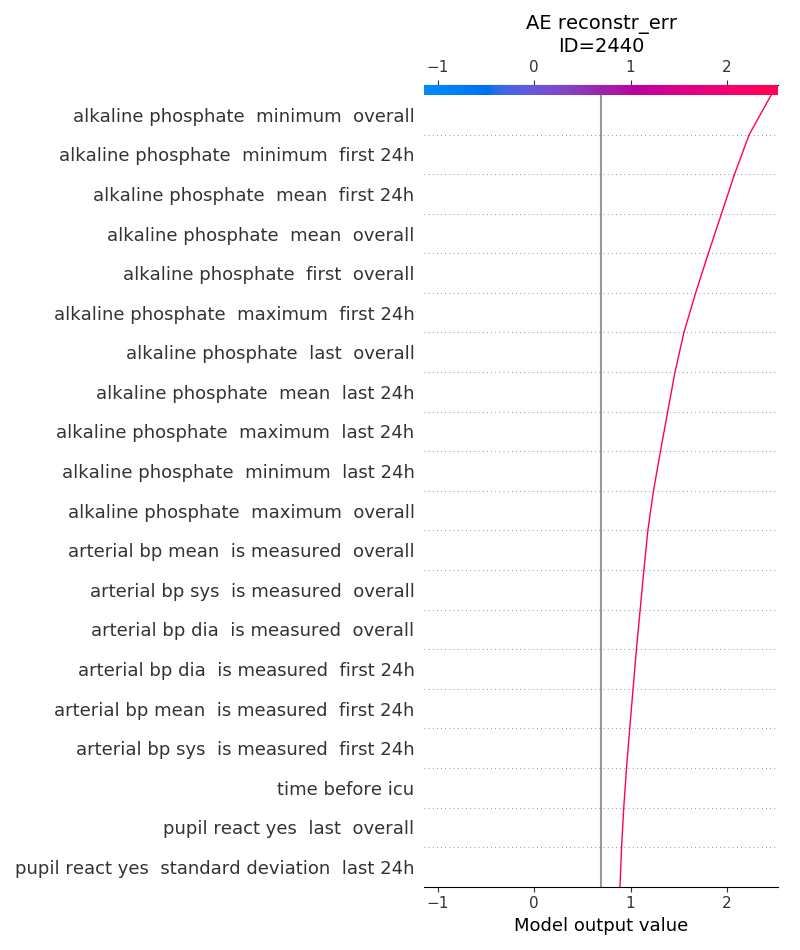 AE reconstr_err
ID=2440
−1 0 1 2
alkaline phosphate  minimum  overall
alkaline phosphate  minimum  first 24h
alkaline phosphate  mean  first 24h
alkaline phosphate  mean  overall
alkaline phosphate  first  overall
alkaline phosphate  maximum  first 24h
alkaline phosphate  last  overall
alkaline phosphate  mean  last 24h
alkaline phosphate  maximum  last 24h
alkaline phosphate  minimum  last 24h
alkaline phosphate  maximum  overall
arterial bp mean  is measured  overall
arterial bp sys  is measured  overall
arterial bp dia  is measured  overall
arterial bp dia  is measured  first 24h
arterial bp mean  is measured  first 24h
arterial bp sys  is measured  first 24h
time before icu
pupil react yes  last  overall
pupil react yes  standard deviation  last 24h
−1 0 1 2
Model output value